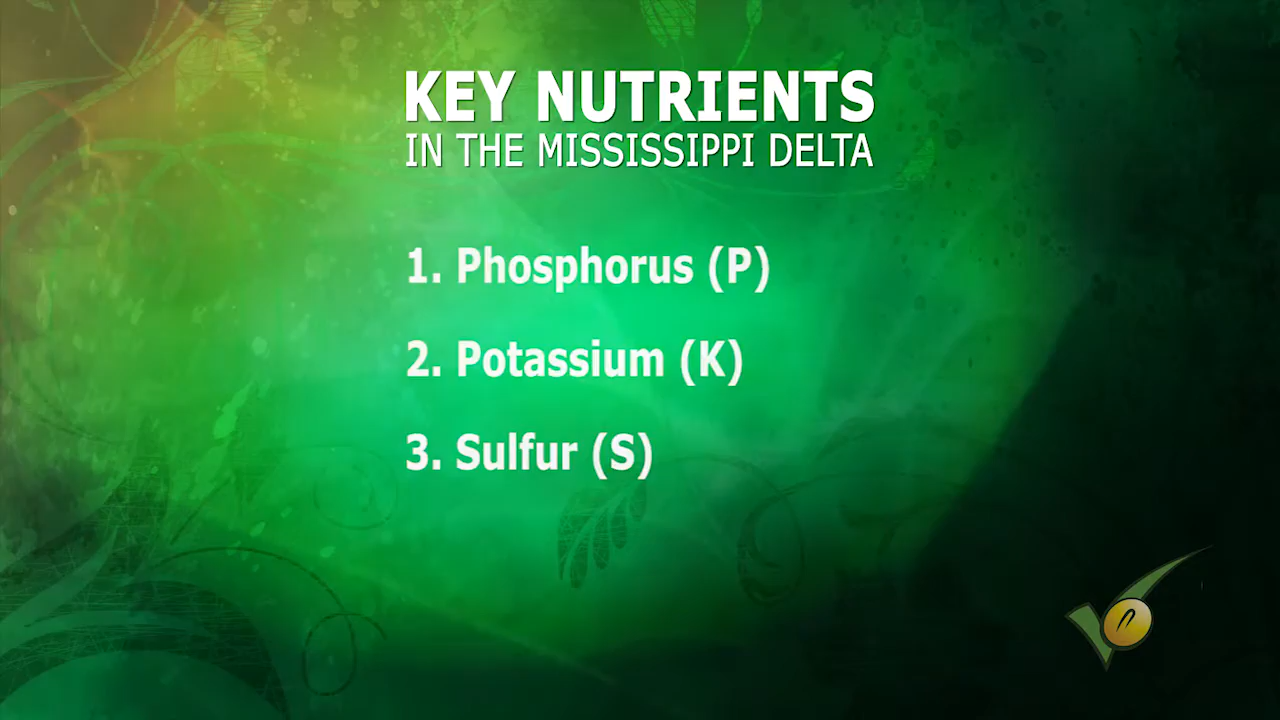 KEY NUTRIENTS
IN THE MISSISSIPPI DELTA
1. Phosphorus (P)
2. Potassium (K)
3. Sulfur (S)